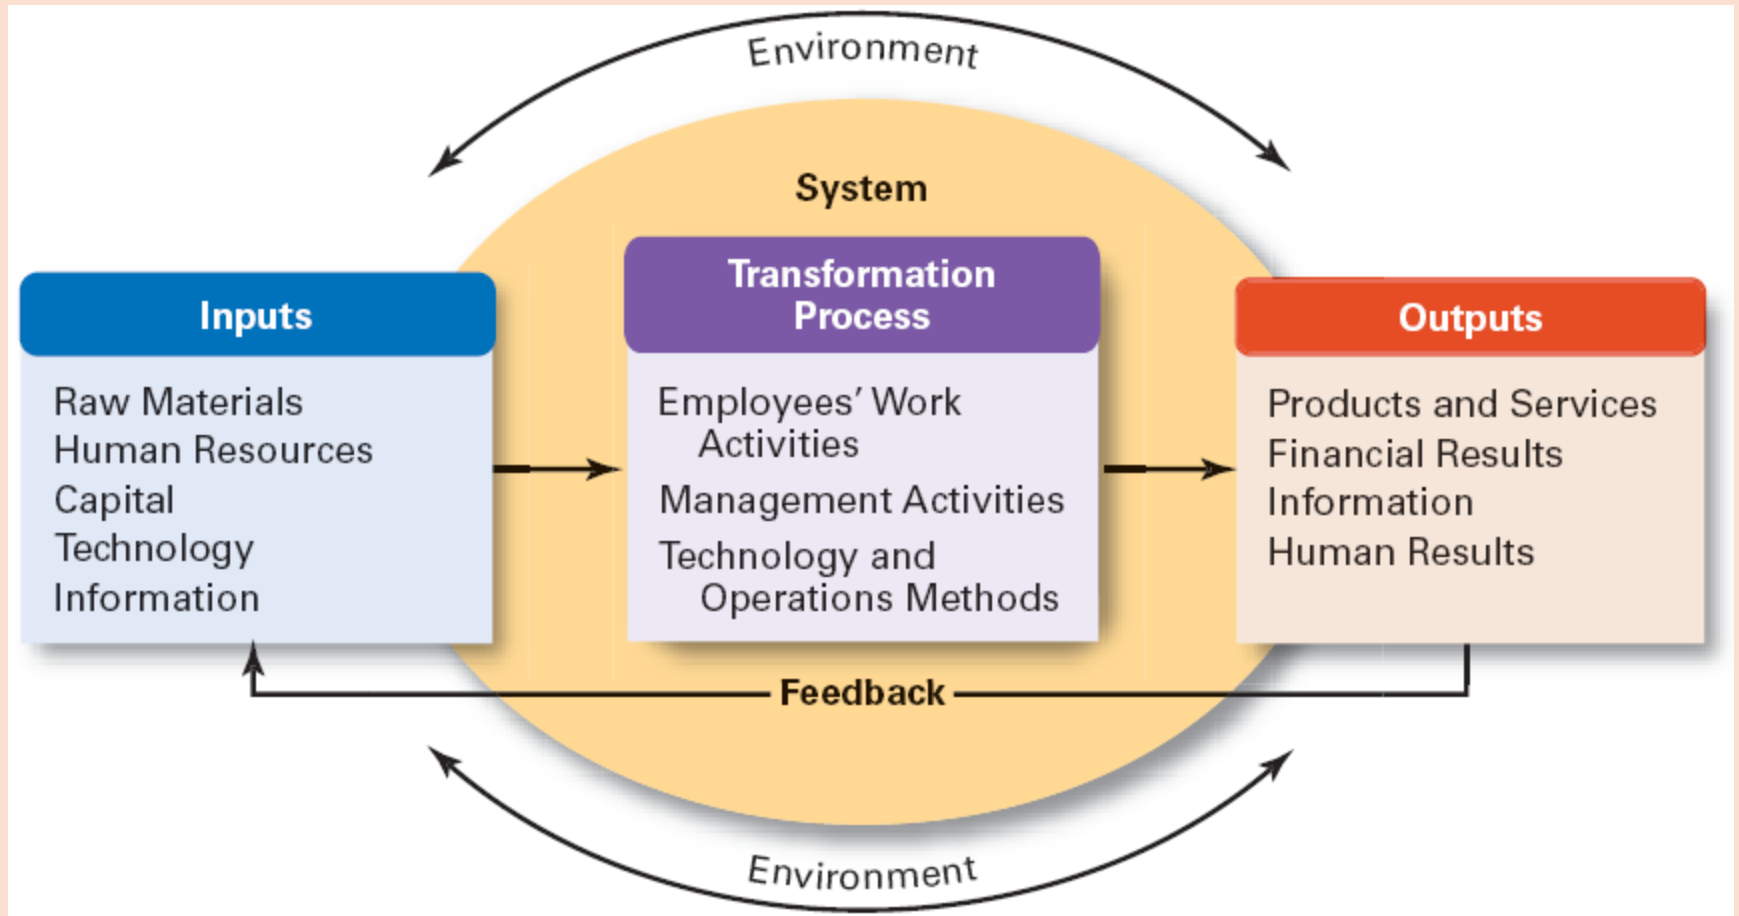 Environment
System
Inputs
Raw Materials
Human Resources
Capital
Technology
Information
Transformation
Process
Employees’ Work
Activities
Management Activities
Technology and
Operations Methods
Outputs
Products and Services
Financial Results
Information
Human Results
Feedback
Environment